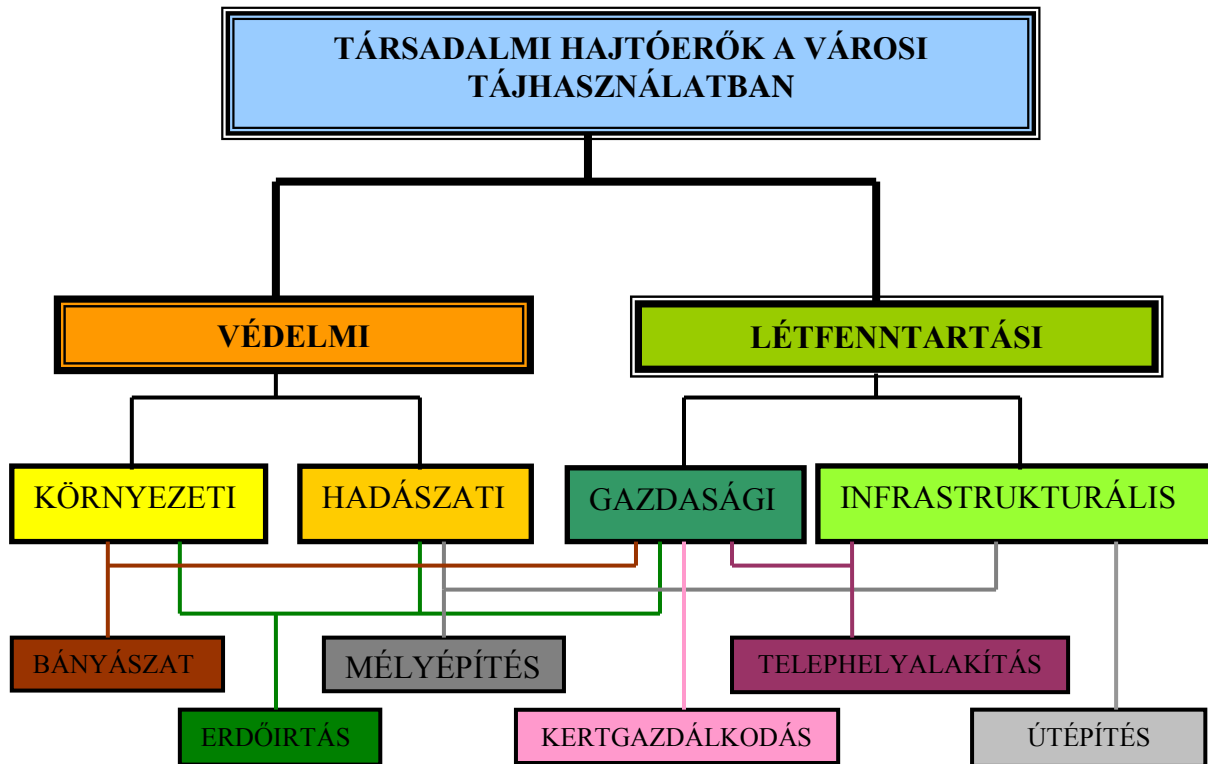 TÁRSADALMI HAJTÓERŐK A VÁROSI
TÁJHASZNÁLATBAN
VÉDELMI
LÉTFENNTARTÁSI
KÖRNYEZETI
HADÁSZATI
GAZDASÁGI
INFRASTRUKTURÁLIS
BÁNYÁSZAT
MÉLYÉPÍTÉS
TELEPHELYALAKÍTÁS
ERDŐIRTÁS
KERTGAZDÁLKODÁS
ÚTÉPÍTÉS